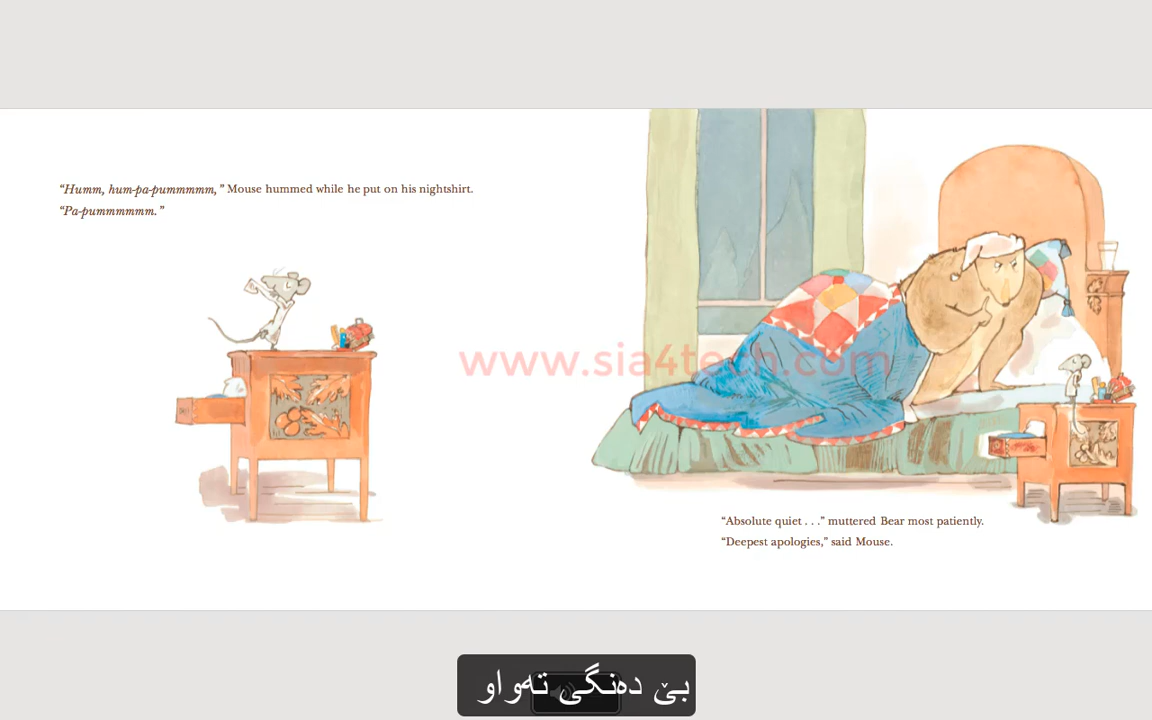 “Humm, hum-pa-pummmmm,” Mouse hummed while he put on his nightshirt.
“Pa-pummmmmm.”
www.sia4tech.com
“Absolute quiet . . .” muttered Bear most patiently.
“Deepest apologies,” said Mouse.
بێ دەنگی تەواو